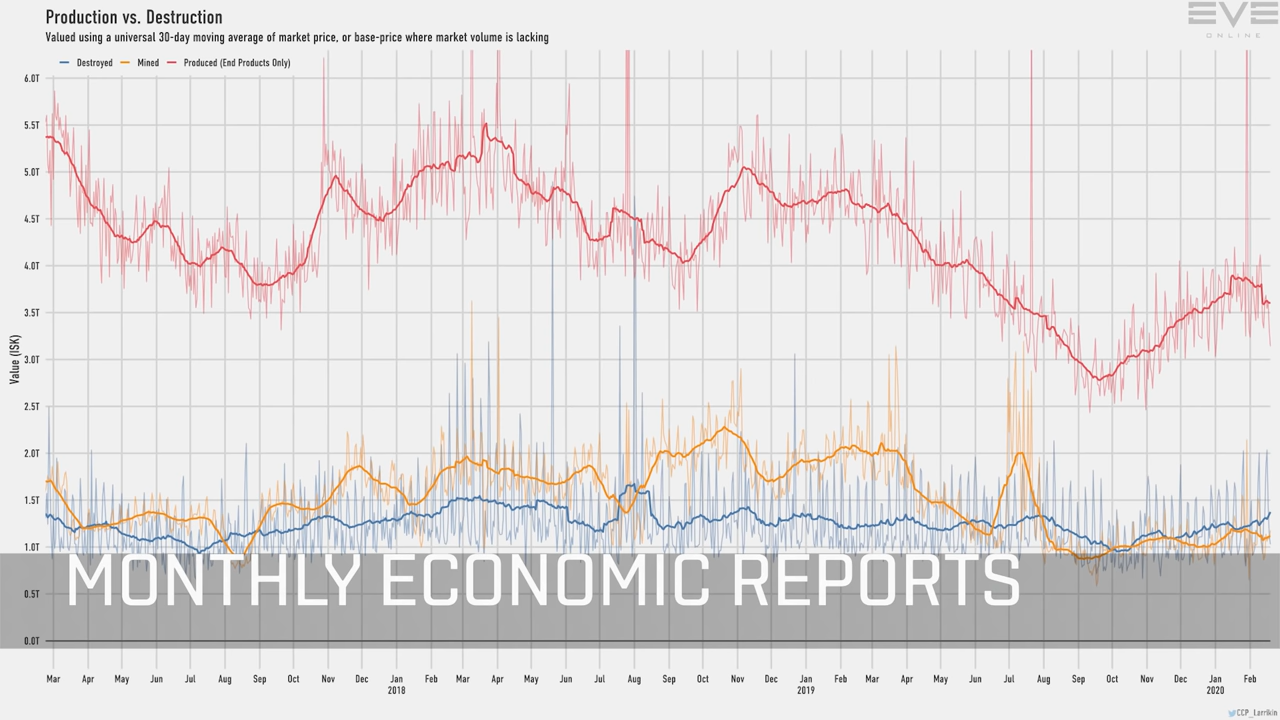 Production vs. Destruction
Valued using a universal 30-day moving average of market price, or base-price where market volume is lacking
EVE
ONLINE
Destroyed Mined Produced (End Products Only)
6.0T
5.5T
5.0T
4.5T
4.0T
3.5T
3.0T
2.5T
2.0T
1.5T
1.0T
0.5T
0.0T
Value (ISK)
MONTHLY ECONOMIC REPORTS
Mar Apr May Jun Jul Aug Sep Oct Nov Dec Jan Feb Mar Apr May Jun Jul Aug Sep Oct Nov Dec Jan Feb Mar Apr May Jun Jul Aug Sep Oct Nov Dec Jan Feb
2018 2019 2020
CCP_Larrikin